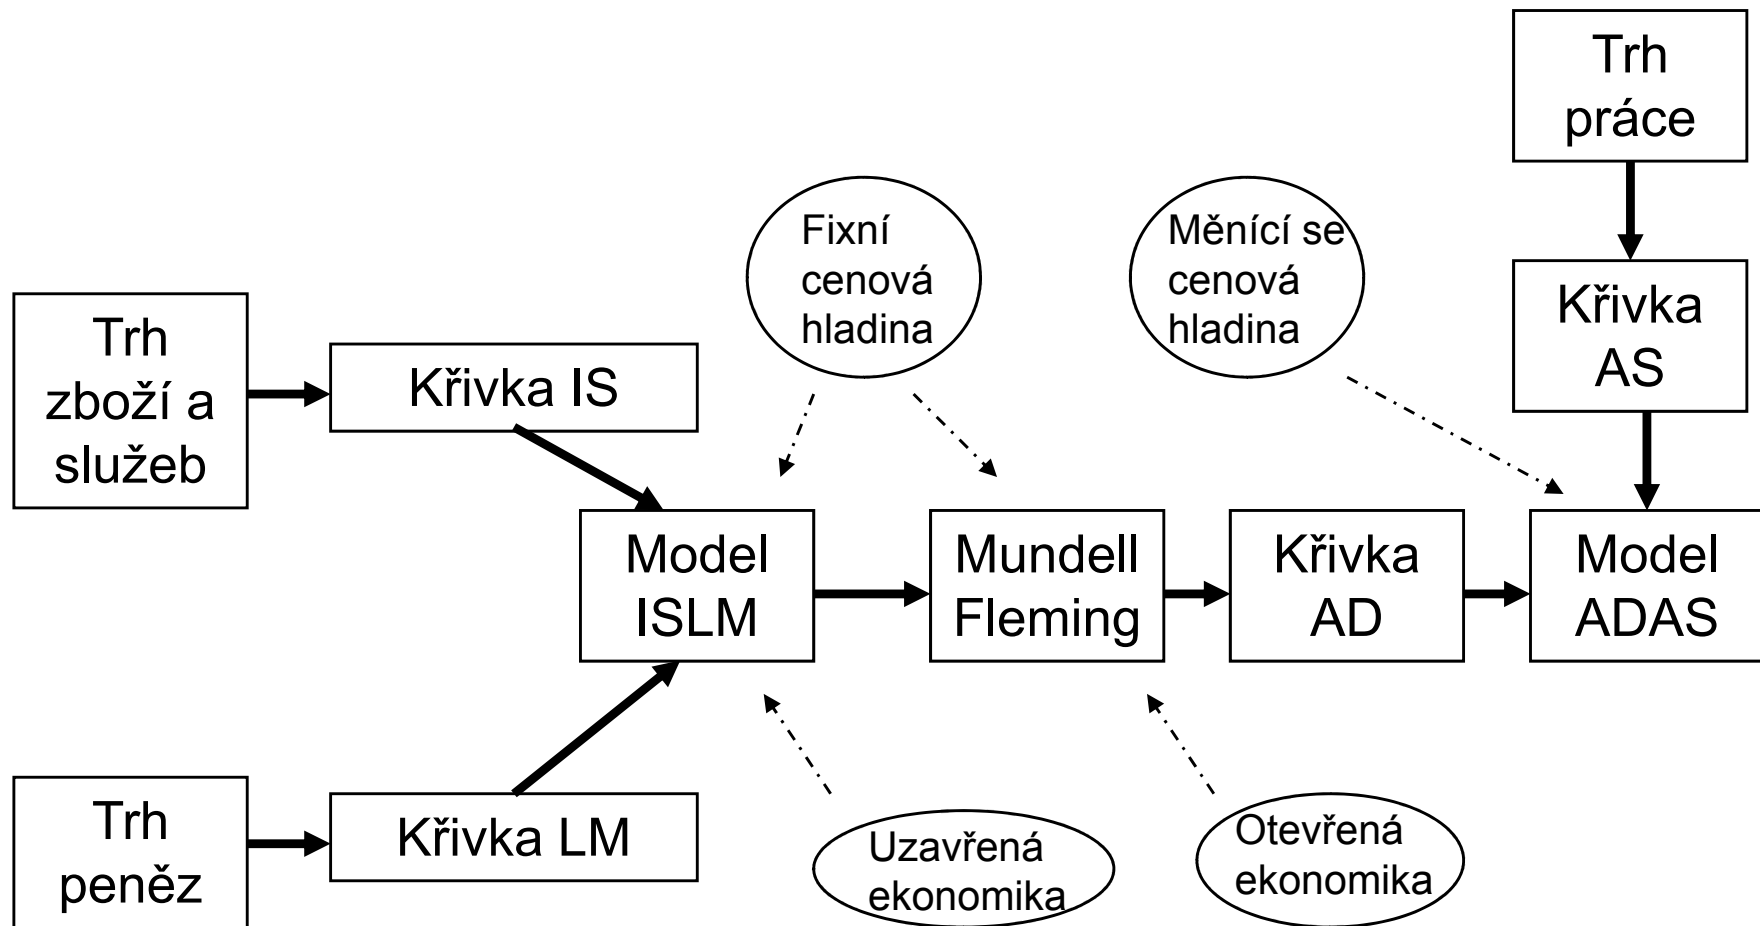 Trh
práce
Fixní
cenová
hladina
Měnící se
cenová
hladina
Křivka
AS
Trh
zboží a
služeb
Křivka IS
Model
ISLM
Mundell
Fleming
Křivka
AD
Model
ADAS
Trh
peněz
Křivka LM
Uzavřená
ekonomika
Otevřená
ekonomika